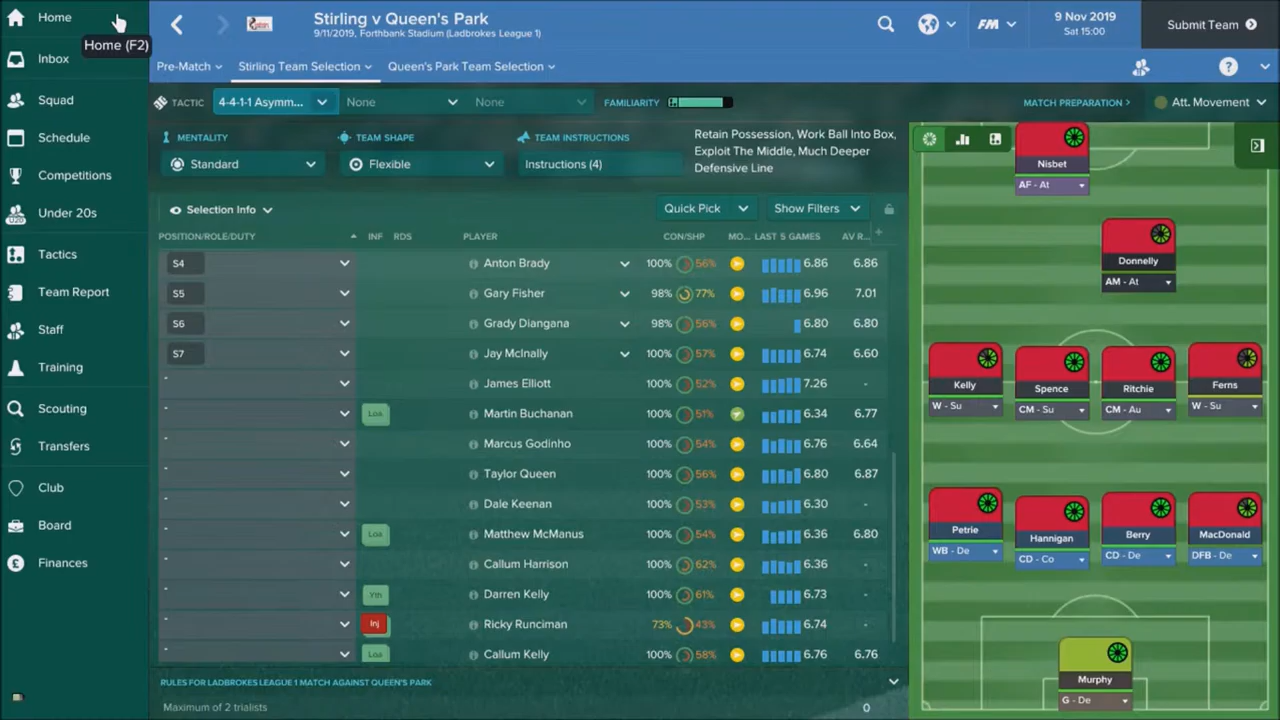 Home
Home (F2)
Inbox
Squad
Schedule
Competitions
U20
Under 20s
Tactics
Team Report
Staff
Training
Scouting
Transfers
Club
Board
£ Finances
Stirling v Queen's Park
9/11/2019, Forthbank Stadium (Ladbrokes League 1)
FM
9 Nov 2019
Sat 15:00
Submit Team
Pre-Match
Stirling Team Selection
Queen's Park Team Selection
?
TACTIC
4-4-1-1 Asymm...
None
None
FAMILIARITY
MATCH PREPARATION >
Att. Movement
MENTALITY
TEAM SHAPE
TEAM INSTRUCTIONS
Standard
Flexible
Instructions (4)
Retain Possession, Work Ball Into Box,
Exploit The Middle, Much Deeper
Defensive Line
Selection Info
Quick Pick
Show Filters
POSITION/ROLE/DUTY INF RDS PLAYER CON/SHP MO... LAST 5 GAMES AV R... +
S4 Anton Brady 100% 56% 6.86 6.86
S5 Gary Fisher 98% 77% 6.96 7.01
S6 Grady Diangana 98% 56% 6.80 6.80
S7 Jay McInally 100% 57% 6.74 6.60
- James Elliott 100% 52% 7.26 -
- Loa Martin Buchanan 100% 51% 6.34 6.77
- Marcus Godinho 100% 54% 6.76 6.64
- Taylor Queen 100% 56% 6.80 6.87
- Dale Keenan 100% 53% 6.30 -
- Loa Matthew McManus 100% 54% 6.36 6.80
- Callum Harrison 100% 62% 6.36 -
- Yth Darren Kelly 100% 61% 6.73 -
- Inj Ricky Runciman 73% 43% 6.74 -
- Loa Callum Kelly 100% 58% 6.76 6.76
RULES FOR LADBROKES LEAGUE 1 MATCH AGAINST QUEEN'S PARK
Maximum of 2 trialists 0
Nisbet
AF - At
Donnelly
AM - At
Kelly
W - Su
Spence
CM - Su
Ritchie
CM - Au
Ferns
W - Su
Petrie
WB - De
Hannigan
CD - Co
Berry
CD - De
MacDonald
DFB - De
Murphy
G - De